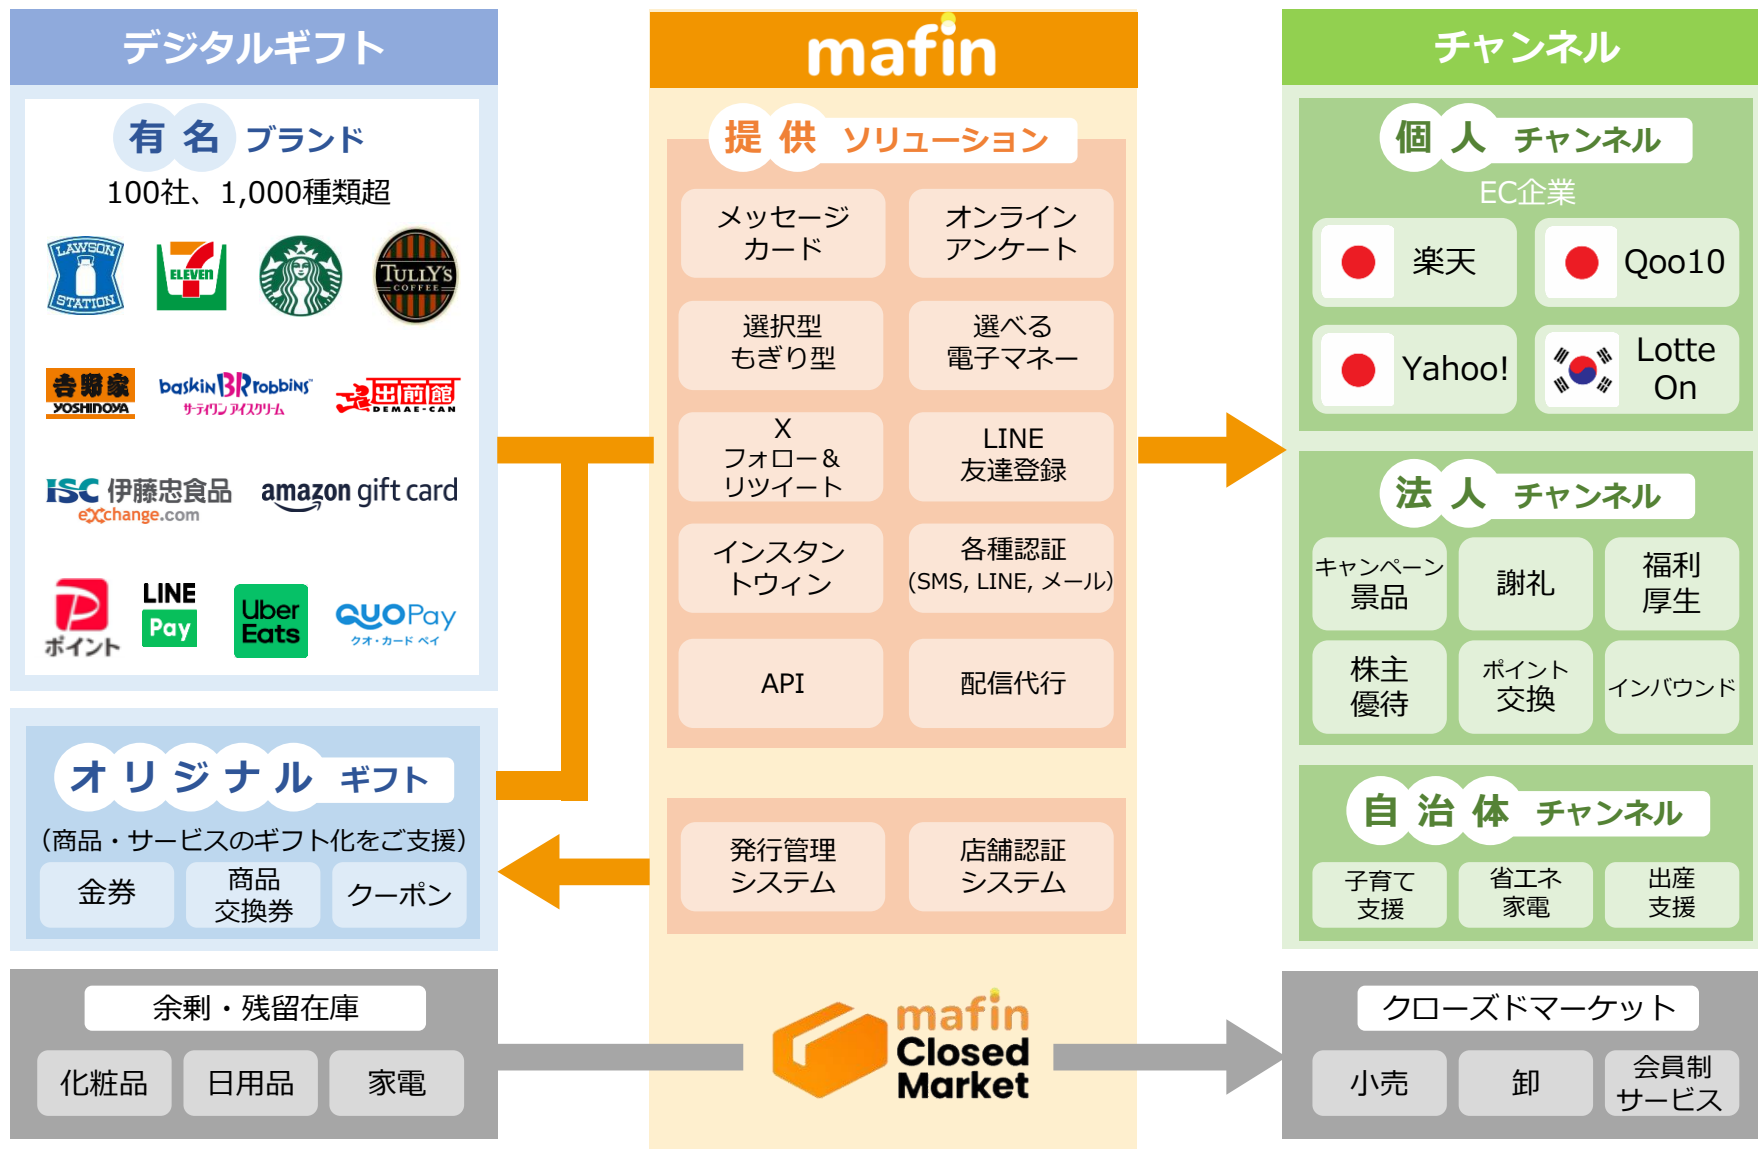 デジタルギフト
有名 ブランド
100社、1,000種類超
LAWSON
STATION
7
ELEVEN
TULLY'S
COFFEE
吉野家
YOSHINOYA
baskin BR robbins
サーティワン アイスクリーム
出前館
DEMAE-CAN
ISC 伊藤忠食品
exchange.com
amazon gift card
P
ポイント
LINE
Pay
Uber
Eats
QUO Pay
クオ・カード ペイ
オリジナル ギフト
（商品・サービスのギフト化をご支援）
金券
商品
交換券
クーポン
余剰・残留在庫
化粧品
日用品
家電
mafin
提供 ソリューション
メッセージ
カード
オンライン
アンケート
選択型
もぎり型
選べる
電子マネー
X
フォロー＆
リツイート
LINE
友達登録
インスタン
トウィン
各種認証
(SMS, LINE, メール)
API
配信代行
発行管理
システム
店舗認証
システム
mafin
Closed
Market
チャンネル
個人 チャンネル
EC企業
楽天
Qoo10
Yahoo!
Lotte
On
法人 チャンネル
キャンペーン
景品
謝礼
福利
厚生
株主
優待
ポイント
交換
インバウンド
自治体 チャンネル
子育て
支援
省エネ
家電
出産
支援
クローズドマーケット
小売
卸
会員制
サービス